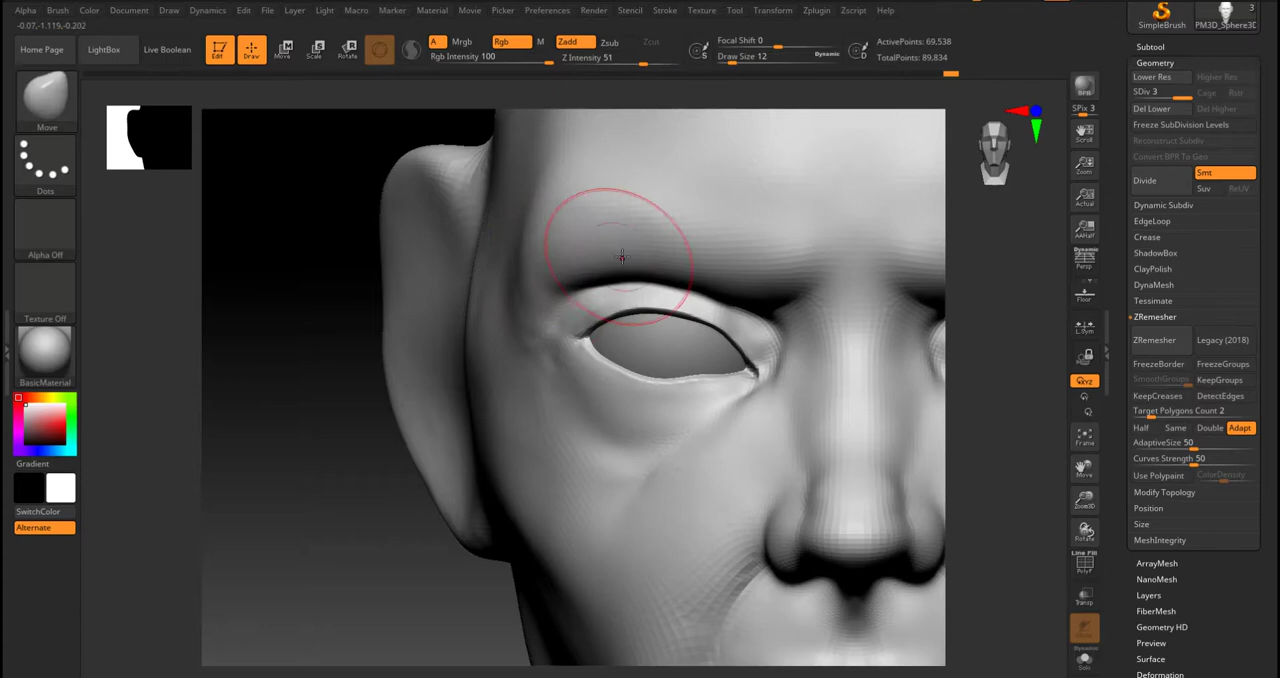 Alpha Brush Color Document Draw Dynamics Edit File Layer Light Macro Marker Material Movie Picker Preferences Render Stencil Stroke Texture Tool Transform Zplugin Zscript Help
-0.07,-1.119,-0.202
Home Page LightBox Live Boolean Edit Draw Move Scale Rotate
A Mrgb Rgb M Zadd Zsub Zcut
Rgb Intensity 100 Z Intensity 51
Focal Shift 0
Draw Size 12 Dynamic
ActivePoints: 69,538
TotalPoints: 89,834
Move
Dots
Alpha Off
Texture Off
BasicMaterial
Gradient
SwitchColor
Alternate
BPR
SPix 3
Scroll
Zoom
Actual
AAHalf
Dynamic
Persp
Floor
L.Sym
XYZ
Frame
Move
Zoom3D
Rotate
Line Fill
PolyF
Transp
Dynamic
Solo
SimpleBrush
3
PM3D_Sphere3D
Subtool
Geometry
Lower Res Higher Res
SDiv 3 Cage Rstr
Del Lower Del Higher
Freeze SubDivision Levels
Reconstruct Subdiv
Convert BPR To Geo
Divide
Smt
Suv ReUV
Dynamic Subdiv
EdgeLoop
Crease
ShadowBox
ClayPolish
DynaMesh
Tessimate
ZRemesher
ZRemesher Legacy (2018)
FreezeBorder FreezeGroups
SmoothGroups KeepGroups
KeepCreases DetectEdges
Target Polygons Count 2
Half Same Double Adapt
AdaptiveSize 50
Curves Strength 50
Use Polypaint ColorDensity
Modify Topology
Position
Size
MeshIntegrity
ArrayMesh
NanoMesh
Layers
FiberMesh
Geometry HD
Preview
Surface
Deformation